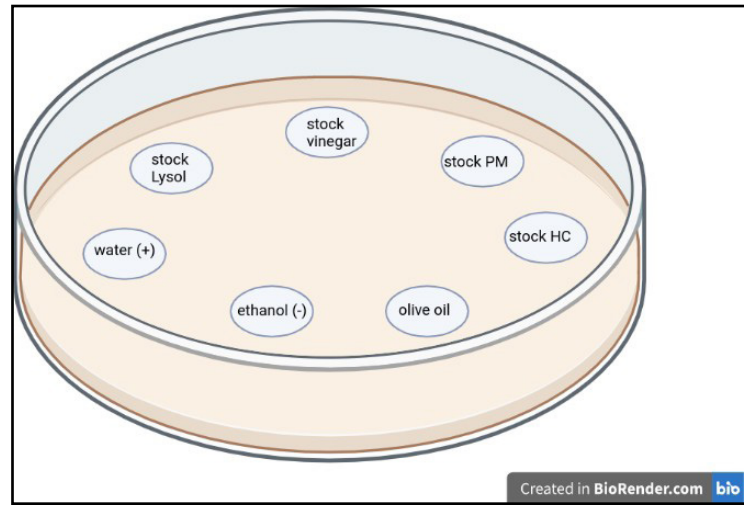 stock
vinegar
stock
Lysol
stock PM
stock HC
water (+)
ethanol (-)
olive oil
Created in BioRender.com bio